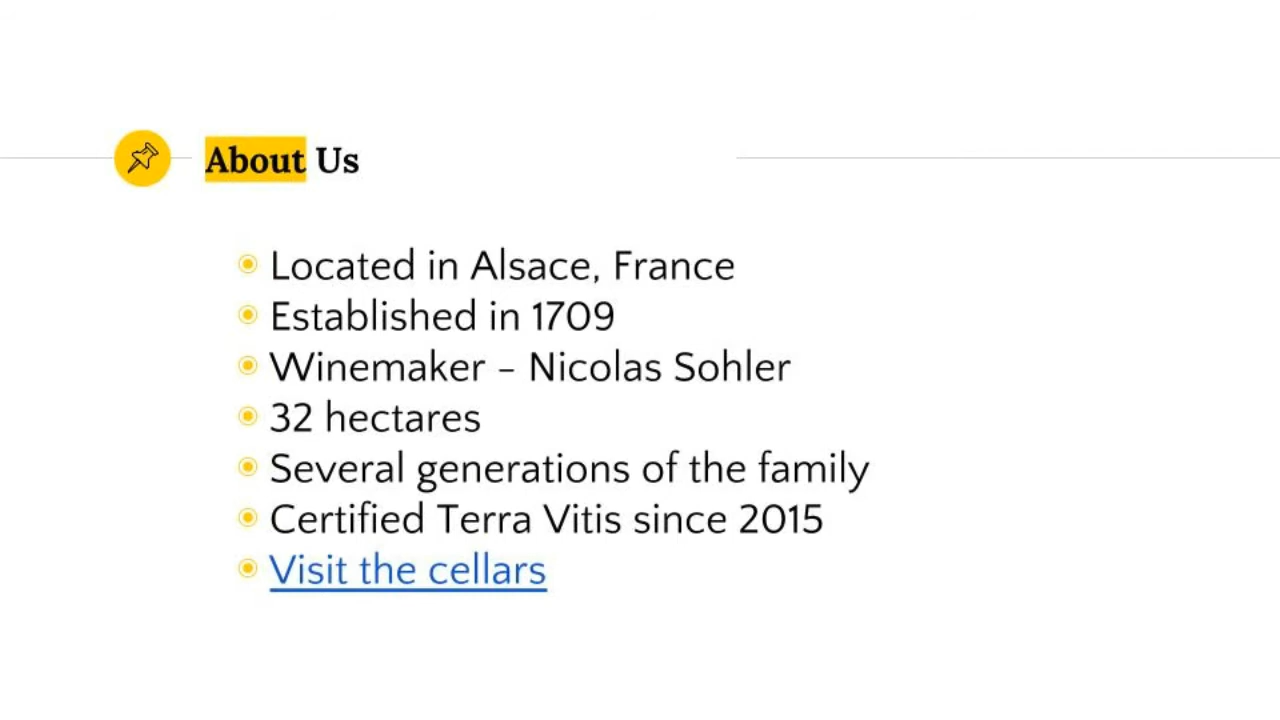 About Us
Located in Alsace, France
Established in 1709
Winemaker – Nicolas Sohler
32 hectares
Several generations of the family
Certified Terra Vitis since 2015
Visit the cellars